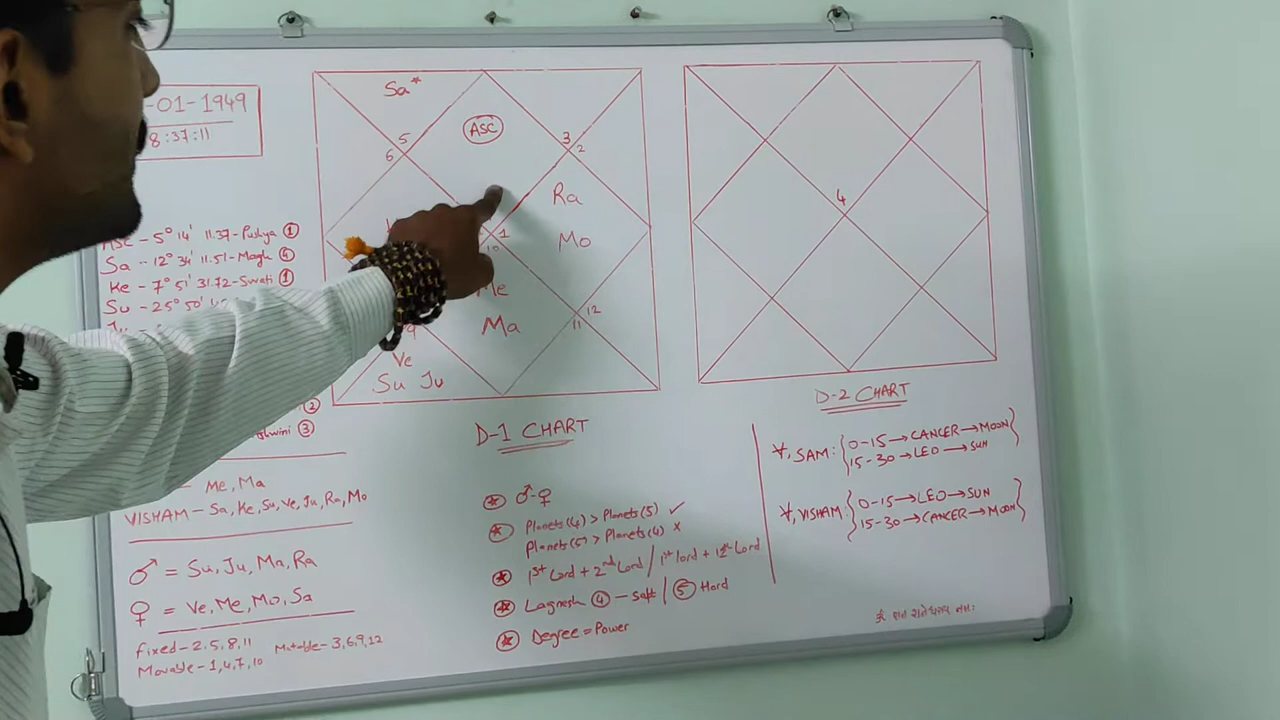 -01-1949
8:37:11
ASC - 5° 14' 11.37 - Pushya ①
Sa - 12° 34' 11.51 - Magh ④
Ke - 7° 51' 31.72 - Swati ①
Su - 25° 50'
②
③
Me, Ma
VISHAM - Sa, Ke, Su, Ve, Ju, Ra, Mo
♂ = Su, Ju, Ma, Ra
♀ = Ve, Me, Mo, Sa
Fixed - 2, 5, 8, 11
Mutable - 3, 6, 9, 12
Movable - 1, 4, 7, 10
Sa*
ASC
5
6
3
2
Ra
1
10
Mo
Me
Ma
12
11
Ve
Su Ju
D-1 CHART
* ♂-♀
* Planets (4) > Planets (5) ✓
Planets (5) > Planets (4) ×
* 1st Lord + 2nd Lord / 1st lord + 12th Lord
* Lagnesh ④ - soft / ⑤ Hard
* Degree = Power
4
D-2 CHART
∀, SAM: { 0-15 → CANCER → MOON
15-30 → LEO → SUN }
∀, VISHAM: { 0-15 → LEO → SUN
15-30 → CANCER → MOON }